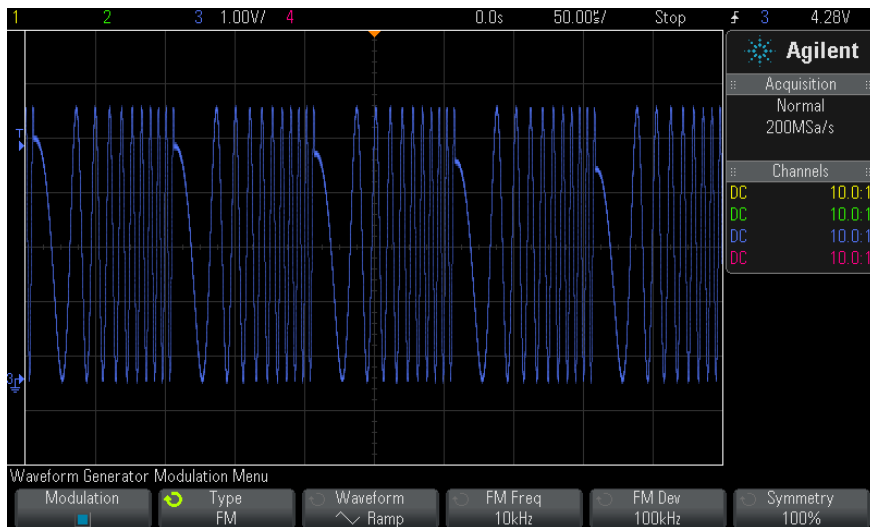 1 2 3 1.00V/ 4 0.0s 50.00µs/ Stop 3 4.28V
Agilent
Acquisition
Normal
200MSa/s
Channels
DC 10.0:1
DC 10.0:1
DC 10.0:1
DC 10.0:1
T
3
Waveform Generator Modulation Menu
Modulation
Type
FM
Waveform
Ramp
FM Freq
10kHz
FM Dev
100kHz
Symmetry
100%